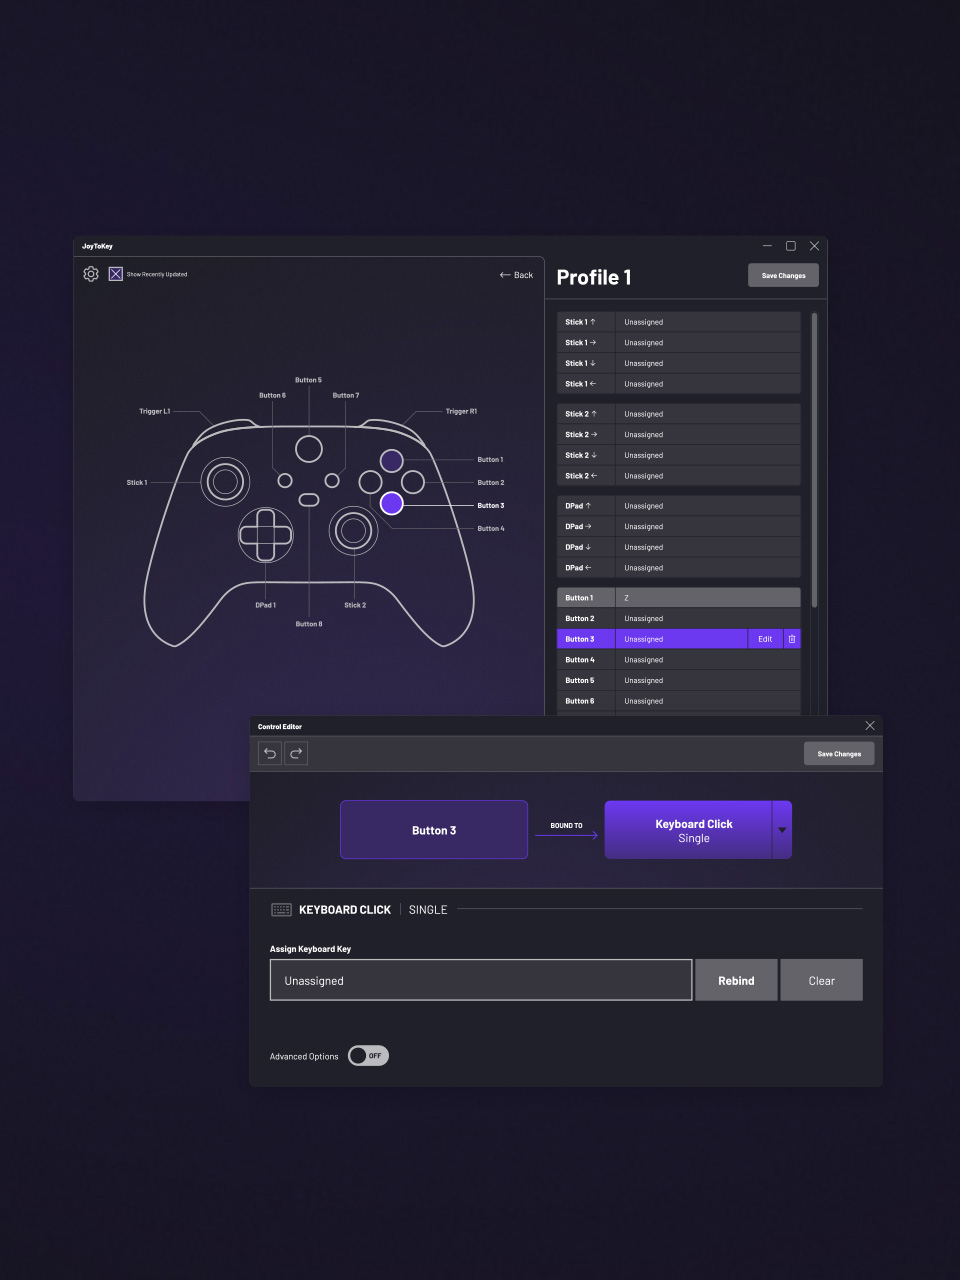 JoyToKey
Show Recently Updated
← Back
Profile 1
Save Changes
Button 5
Button 6
Button 7
Trigger L1
Trigger R1
Button 1
Stick 1
Button 2
Button 3
Button 4
DPad 1
Stick 2
Button 8
Stick 1 ↑ Unassigned
Stick 1 → Unassigned
Stick 1 ↓ Unassigned
Stick 1 ← Unassigned
Stick 2 ↑ Unassigned
Stick 2 → Unassigned
Stick 2 ↓ Unassigned
Stick 2 ← Unassigned
DPad ↑ Unassigned
DPad → Unassigned
DPad ↓ Unassigned
DPad ← Unassigned
Button 1 Z
Button 2 Unassigned
Button 3 Unassigned Edit
Button 4 Unassigned
Button 5 Unassigned
Button 6 Unassigned
Control Editor
Save Changes
Button 3
BOUND TO
Keyboard Click
Single
KEYBOARD CLICK | SINGLE
Assign Keyboard Key
Unassigned
Rebind
Clear
Advanced Options
OFF